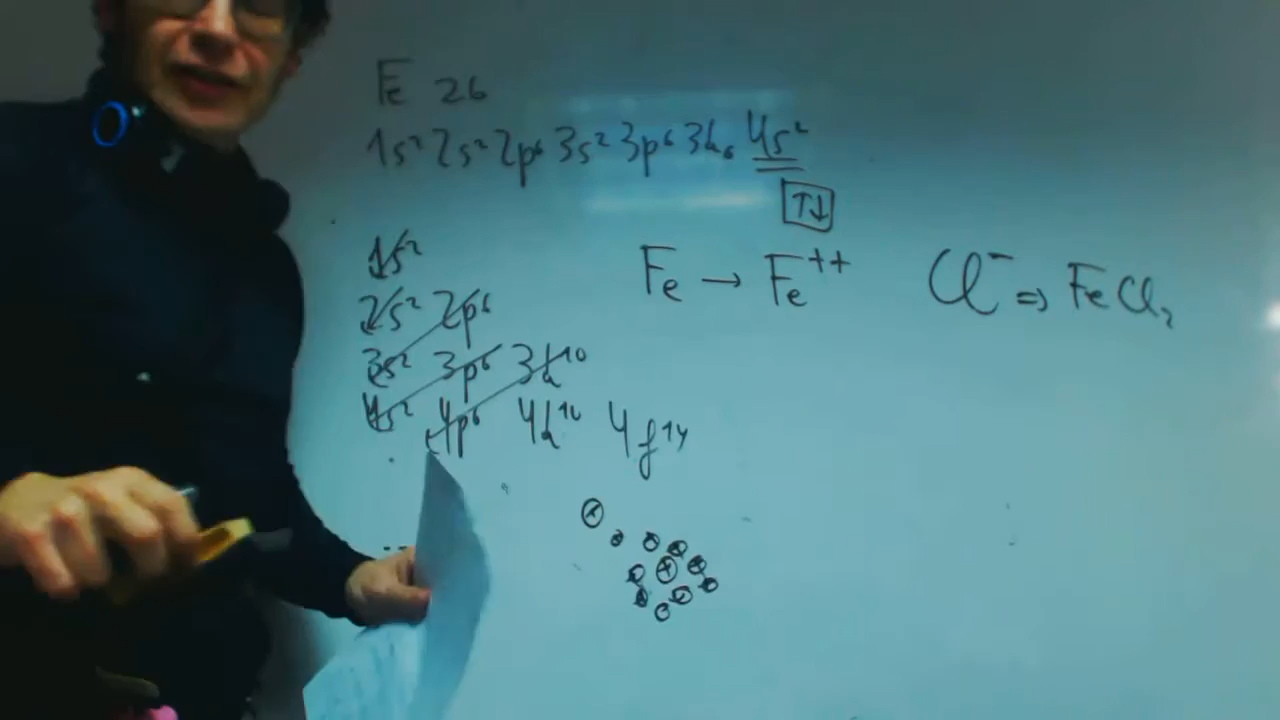 Fe 26
1s² 2s² 2p⁶ 3s² 3p⁶ 3d₆ 4s²
↑↓
Fe → Fe⁺⁺ Cl⁻ ⇒ FeCl₂
1s²
2s² 2p⁶
3s² 3p⁶ 3d¹⁰
4s² 4p⁶ 4d¹⁰ 4f¹⁴